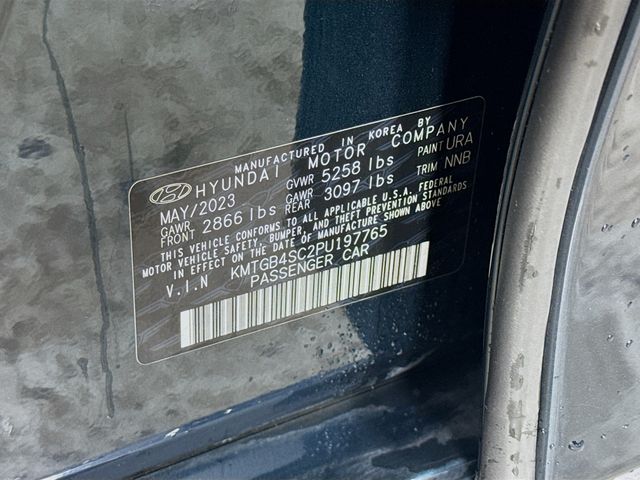 MANUFACTURED IN KOREA BY
HYUNDAI MOTOR COMPANY
MAY/2023 GVWR 5258 lbs PAINT URA
GAWR FRONT 2866 lbs GAWR REAR 3097 lbs TRIM NNB
THIS VEHICLE CONFORMS TO ALL APPLICABLE U.S.A. FEDERAL
MOTOR VEHICLE SAFETY, BUMPER, AND THEFT PREVENTION STANDARDS
IN EFFECT ON THE DATE OF MANUFACTURE SHOWN ABOVE
V.I.N KMTGB4SC2PU197765
PASSENGER CAR